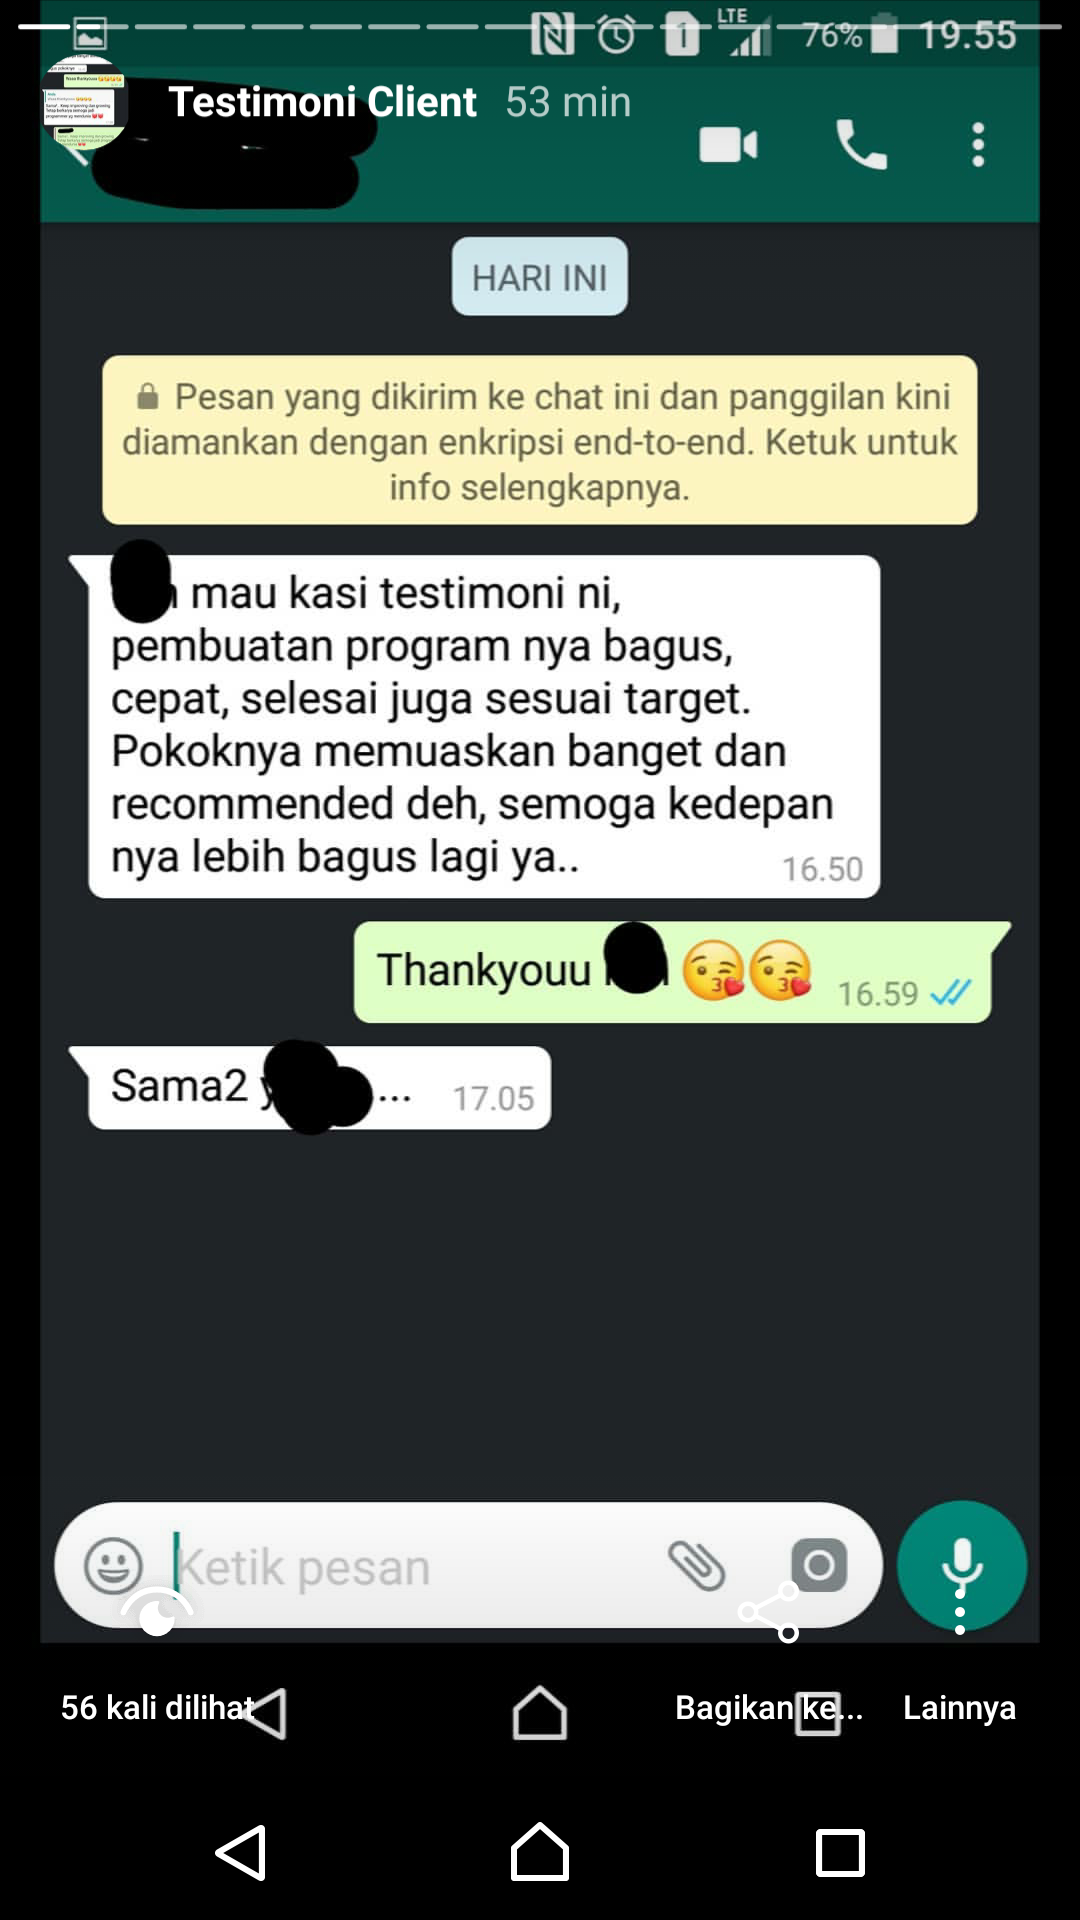 LTE
1
76%
19.55
Testimoni Client 53 min
HARI INI
Pesan yang dikirim ke chat ini dan panggilan kini
diamankan dengan enkripsi end-to-end. Ketuk untuk
info selengkapnya.
mau kasi testimoni ni,
pembuatan program nya bagus,
cepat, selesai juga sesuai target.
Pokoknya memuaskan banget dan
recommended deh, semoga kedepan
nya lebih bagus lagi ya..
16.50
Thankyouu 😘😘 16.59
Sama2 ... 17.05
Ketik pesan
56 kali dilihat
Bagikan ke...
Lainnya